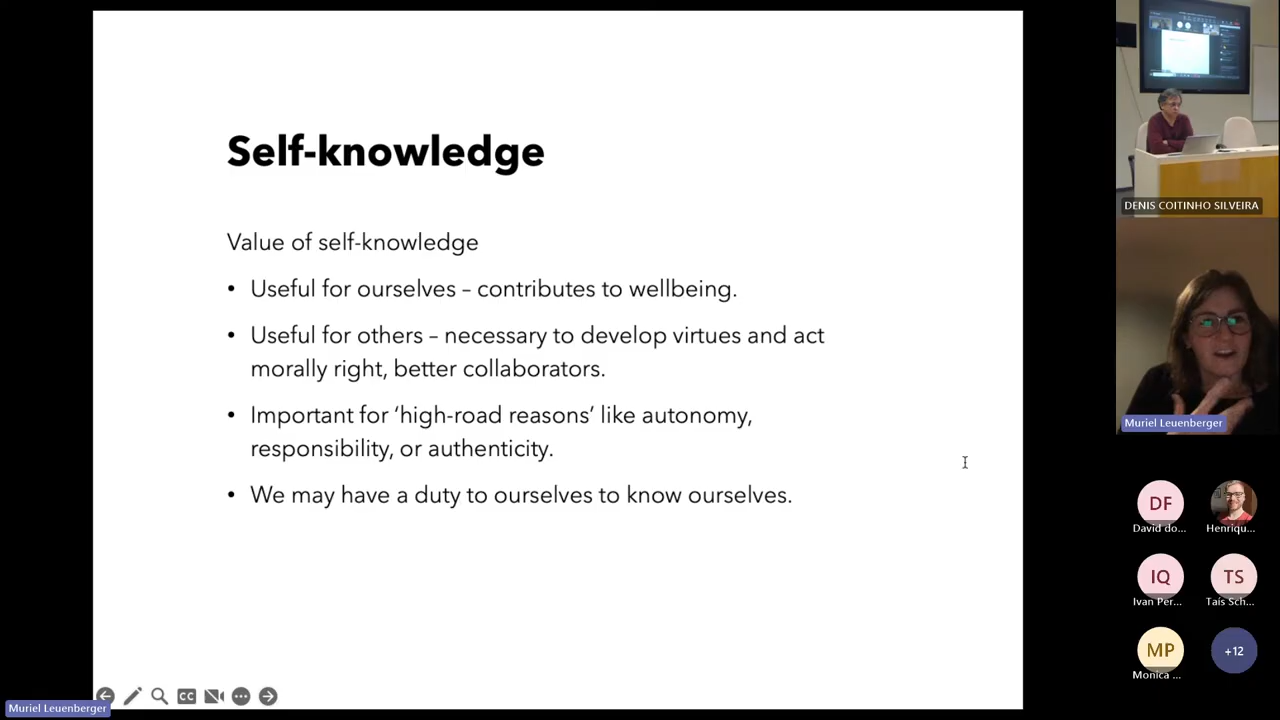 Self-knowledge
Value of self-knowledge
• Useful for ourselves – contributes to wellbeing.
• Useful for others – necessary to develop virtues and act
morally right, better collaborators.
• Important for ‘high-road reasons’ like autonomy,
responsibility, or authenticity.
• We may have a duty to ourselves to know ourselves.
CC
Muriel Leuenberger
DENIS COITINHO SILVEIRA
Muriel Leuenberger
DF
David do...
Henriqu...
IQ
Ivan Per...
TS
Taís Sch...
MP
Monica ...
+12